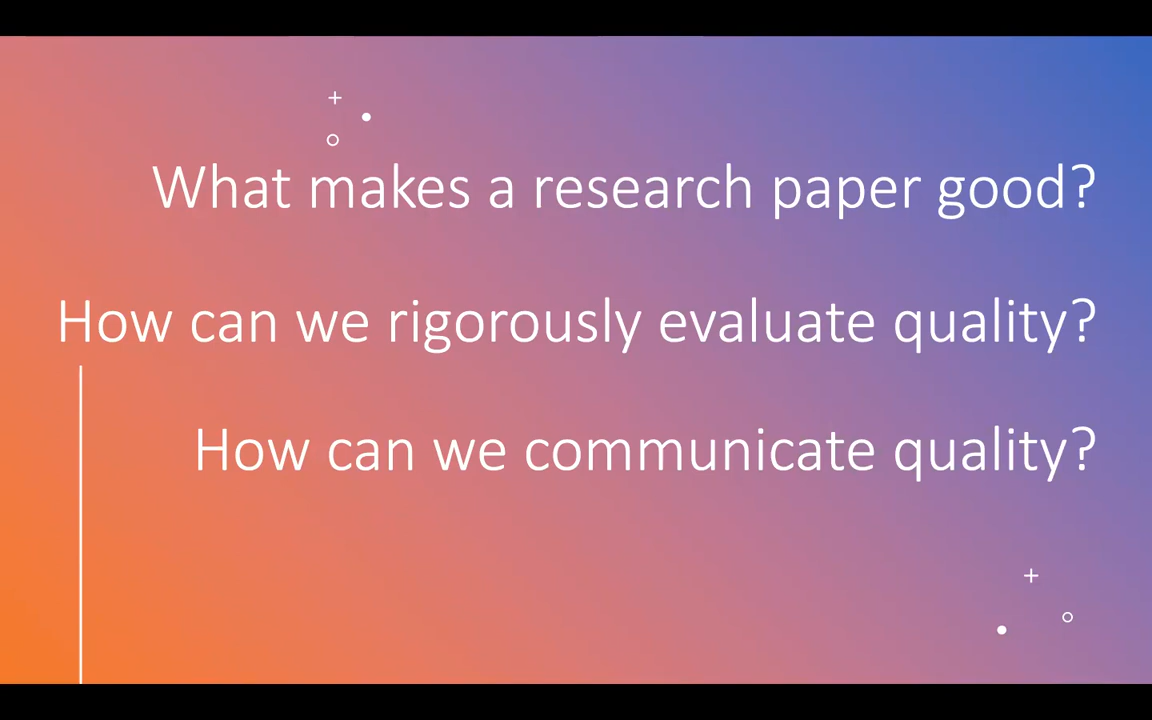 What makes a research paper good?
How can we rigorously evaluate quality?
How can we communicate quality?